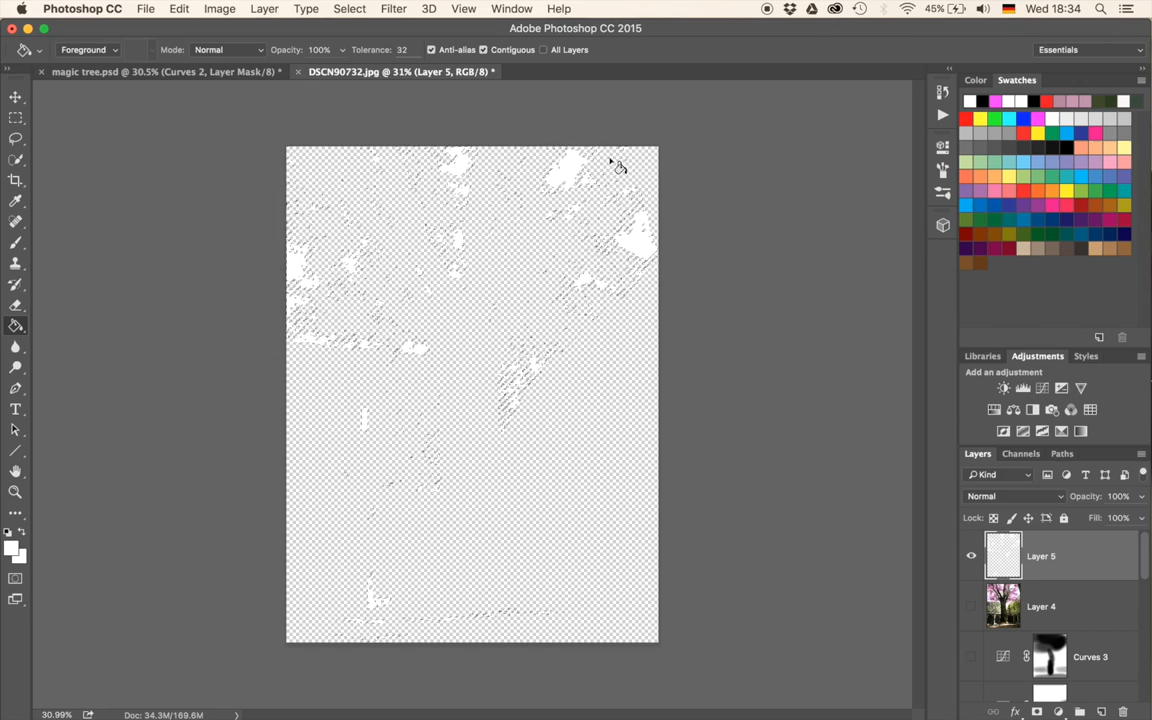 Photoshop CC File Edit Image Layer Type Select Filter 3D View Window Help 45% Wed 18:34
Adobe Photoshop CC 2015
Foreground Mode: Normal Opacity: 100% Tolerance: 32 Anti-alias Contiguous All Layers Essentials
magic tree.psd @ 30.5% (Curves 2, Layer Mask/8) * DSCN90732.jpg @ 31% (Layer 5, RGB/8) *
Color Swatches
Libraries Adjustments Styles
Add an adjustment
Layers Channels Paths
Kind
Normal Opacity: 100%
Lock: Fill: 100%
Layer 5
Layer 4
Curves 3
30.99% Doc: 34.3M/169.6M